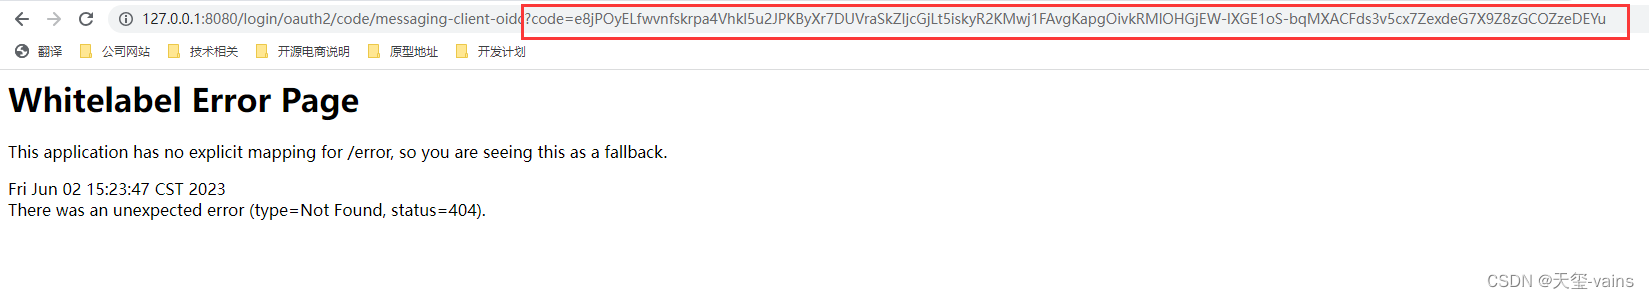 127.0.0.1:8080/login/oauth2/code/messaging-client-oidc?code=e8jPOyELfwvnfskrpa4Vhkl5u2JPKByXr7DUVraSkZIjcGjLt5iskyR2KMwj1FAvgKapgOivkRMIOHGjEW-lXGE1oS-bqMXACFds3v5cx7ZexdeG7X9Z8zGCOZzeDEYu
翻译 公司网站 技术相关 开源电商说明 原型地址 开发计划
Whitelabel Error Page
This application has no explicit mapping for /error, so you are seeing this as a fallback.
Fri Jun 02 15:23:47 CST 2023
There was an unexpected error (type=Not Found, status=404).
CSDN @天玺-vains